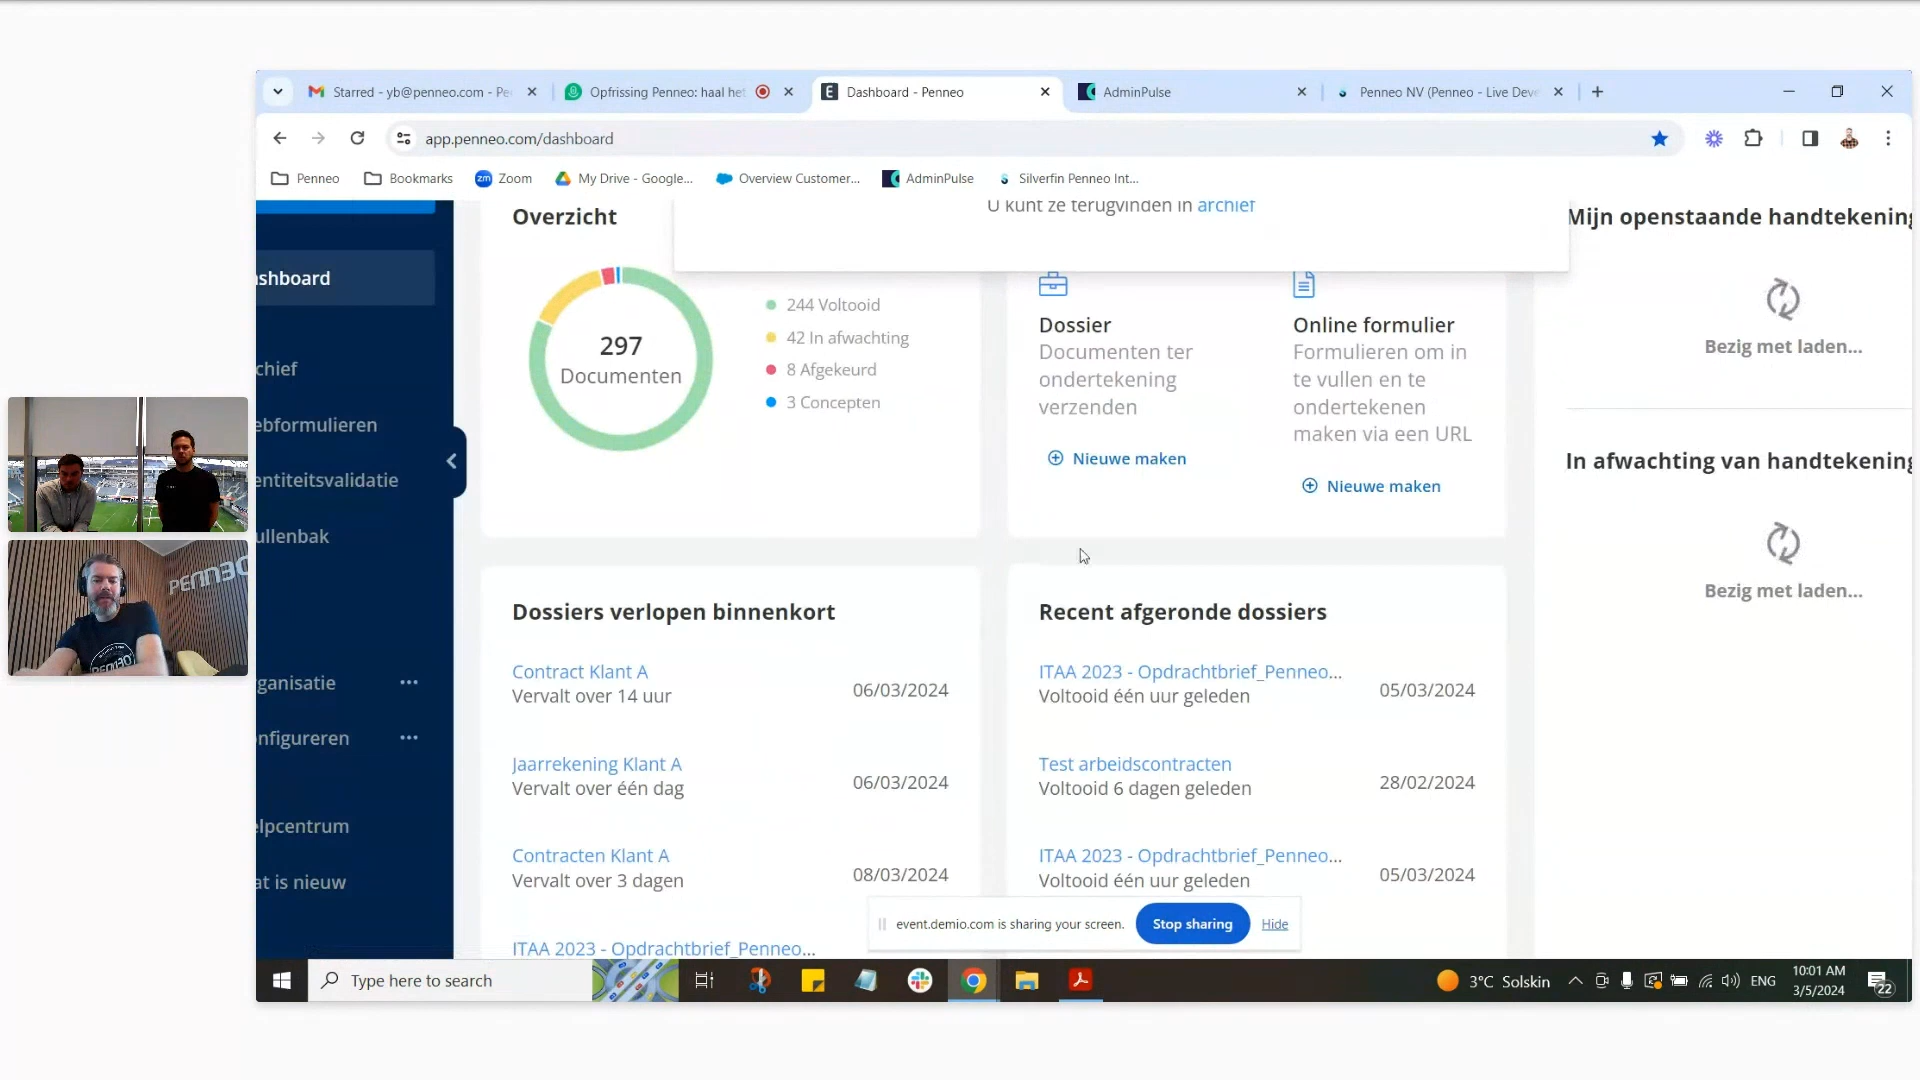 Starred - yb@penneo.com - Pe
Opfrissing Penneo: haal het
Dashboard - Penneo
AdminPulse
Penneo NV (Penneo - Live Deve
app.penneo.com/dashboard
Penneo
Bookmarks
Zoom
My Drive - Google...
Overview Customer...
AdminPulse
Silverfin Penneo Int...
U kunt ze terugvinden in archief
shboard
chief
ebformulieren
entiteitsvalidatie
ullenbak
ganisatie
nfigureren
elpcentrum
at is nieuw
Overzicht
297
Documenten
244 Voltooid
42 In afwachting
8 Afgekeurd
3 Concepten
Dossier
Documenten ter
ondertekening
verzenden
Nieuwe maken
Online formulier
Formulieren om in
te vullen en te
ondertekenen
maken via een URL
Nieuwe maken
Mijn openstaande handtekening
Bezig met laden...
In afwachting van handtekening
Bezig met laden...
Dossiers verlopen binnenkort
Contract Klant A
Vervalt over 14 uur
06/03/2024
Jaarrekening Klant A
Vervalt over één dag
06/03/2024
Contracten Klant A
Vervalt over 3 dagen
08/03/2024
ITAA 2023 - Opdrachtbrief_Penneo...
Recent afgeronde dossiers
ITAA 2023 - Opdrachtbrief_Penneo...
Voltooid één uur geleden
05/03/2024
Test arbeidscontracten
Voltooid 6 dagen geleden
28/02/2024
ITAA 2023 - Opdrachtbrief_Penneo...
Voltooid één uur geleden
05/03/2024
event.demio.com is sharing your screen.
Stop sharing
Hide
Type here to search
3°C Solskin
ENG
10:01 AM
3/5/2024
22
PENNEO
PENNEO